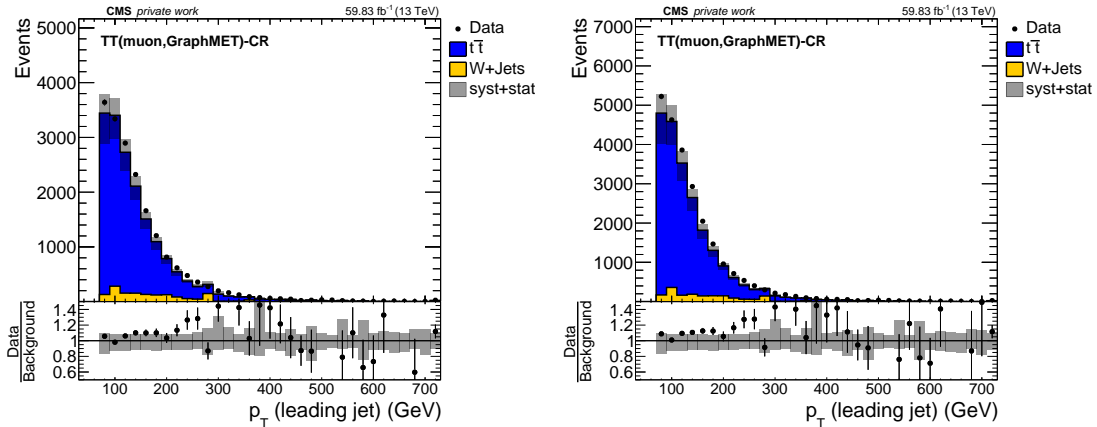 CMS private work 59.83 fb⁻¹ (13 TeV)
Events
5000
4000
3000
2000
1000
TT(muon,GraphMET)-CR
Data
tt̅
W+Jets
syst+stat
Data
Background
1.4
1.2
1
0.8
0.6
100 200 300 400 500 600 700
p_T (leading jet) (GeV)
CMS private work 59.83 fb⁻¹ (13 TeV)
Events
7000
6000
5000
4000
3000
2000
1000
0
TT(muon,GraphMET)-CR
Data
tt̅
W+Jets
syst+stat
Data
Background
1.4
1.2
1
0.8
0.6
100 200 300 400 500 600 700
p_T (leading jet) (GeV)